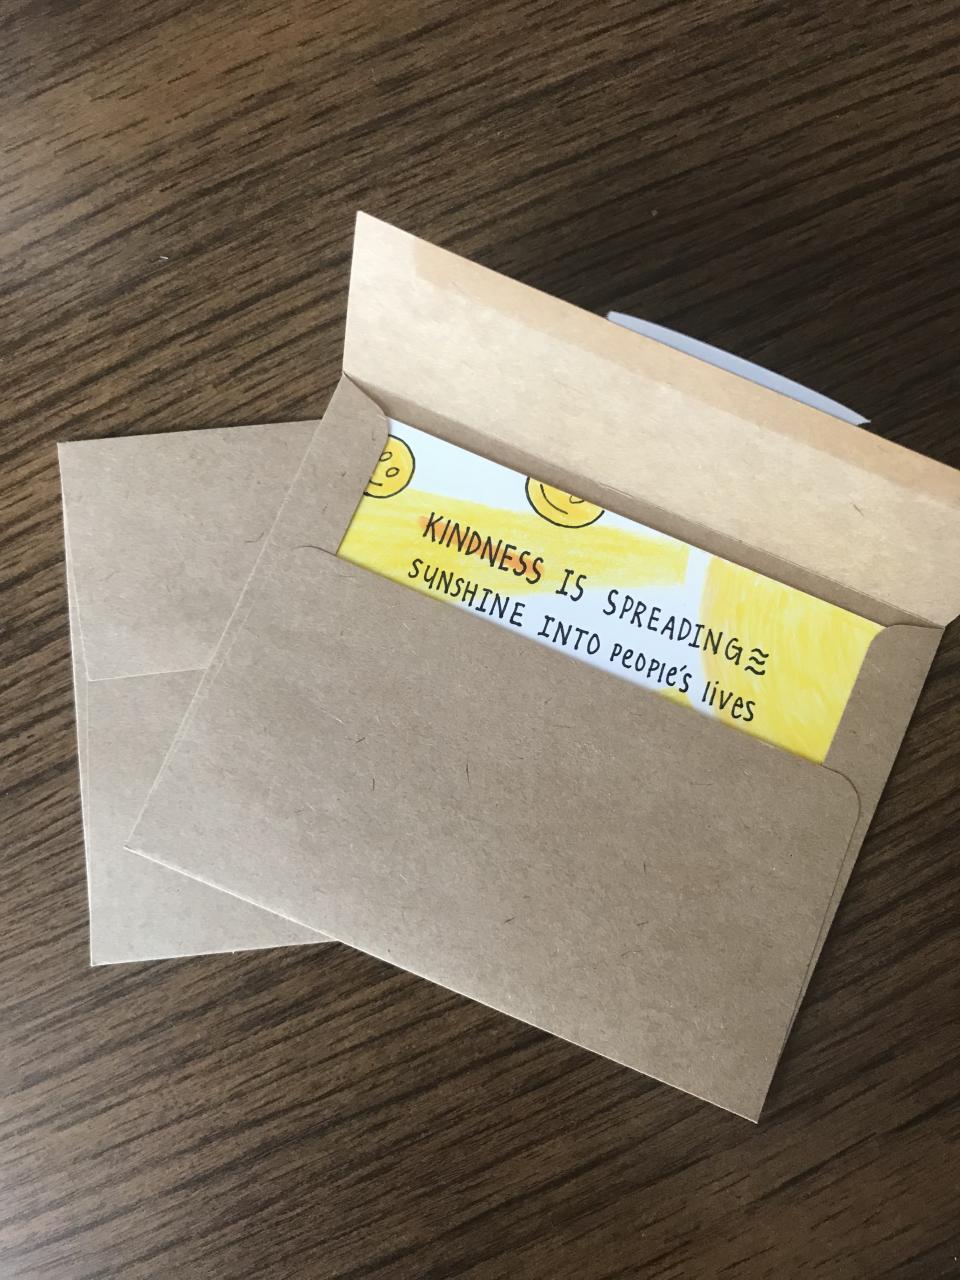 KINDNESS IS SPREADING
SUNSHINE INTO PEOPLE'S lives